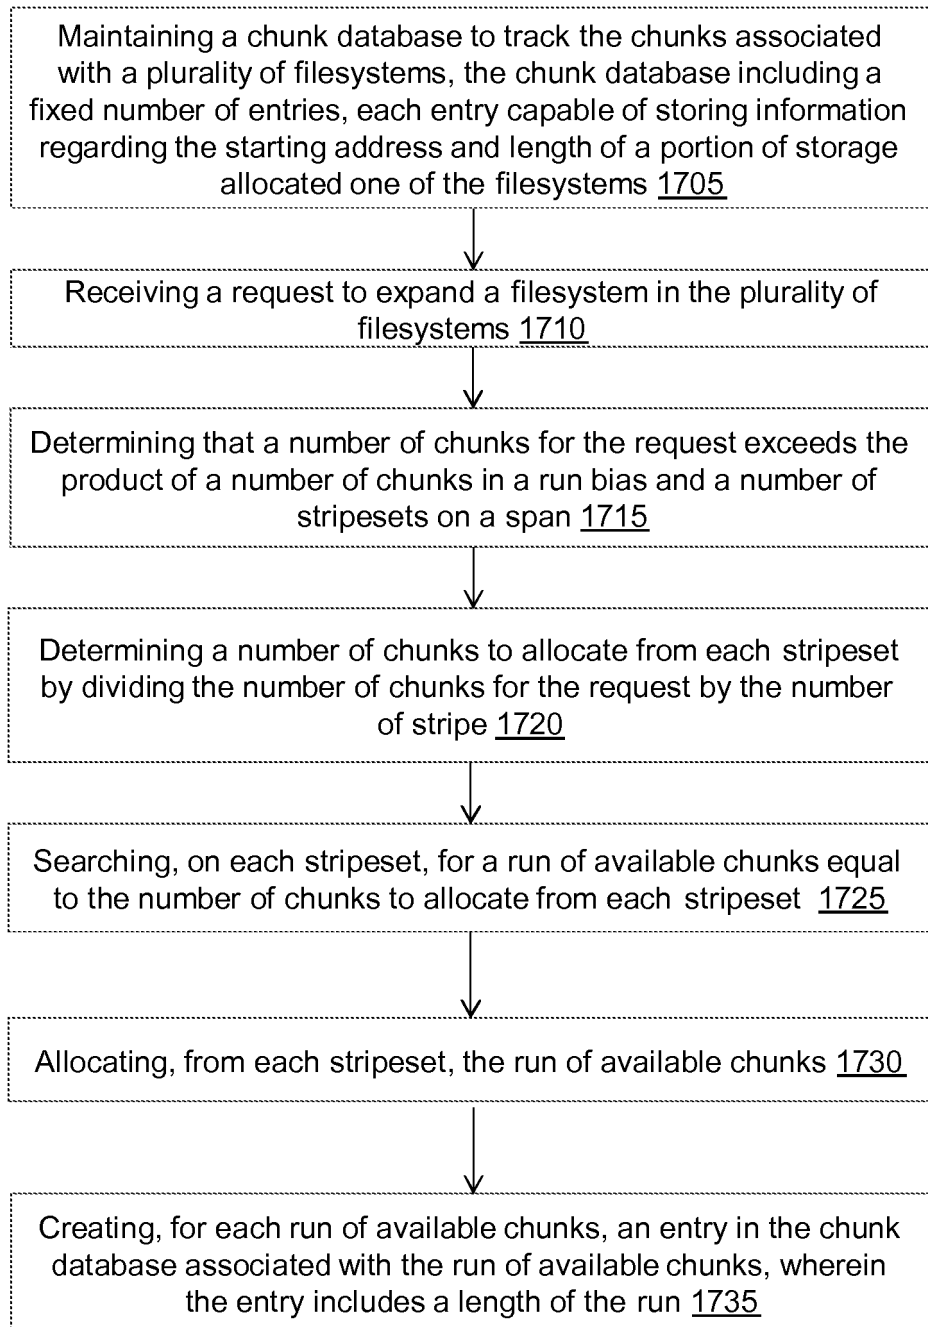 Maintaining a chunk database to track the chunks associated
with a plurality of filesystems, the chunk database including a
fixed number of entries, each entry capable of storing information
regarding the starting address and length of a portion of storage
allocated one of the filesystems 1705
Receiving a request to expand a filesystem in the plurality of
filesystems 1710
Determining that a number of chunks for the request exceeds the
product of a number of chunks in a run bias and a number of
stripesets on a span 1715
Determining a number of chunks to allocate from each stripeset
by dividing the number of chunks for the request by the number
of stripe 1720
Searching, on each stripeset, for a run of available chunks equal
to the number of chunks to allocate from each stripeset 1725
Allocating, from each stripeset, the run of available chunks 1730
Creating, for each run of available chunks, an entry in the chunk
database associated with the run of available chunks, wherein
the entry includes a length of the run 1735